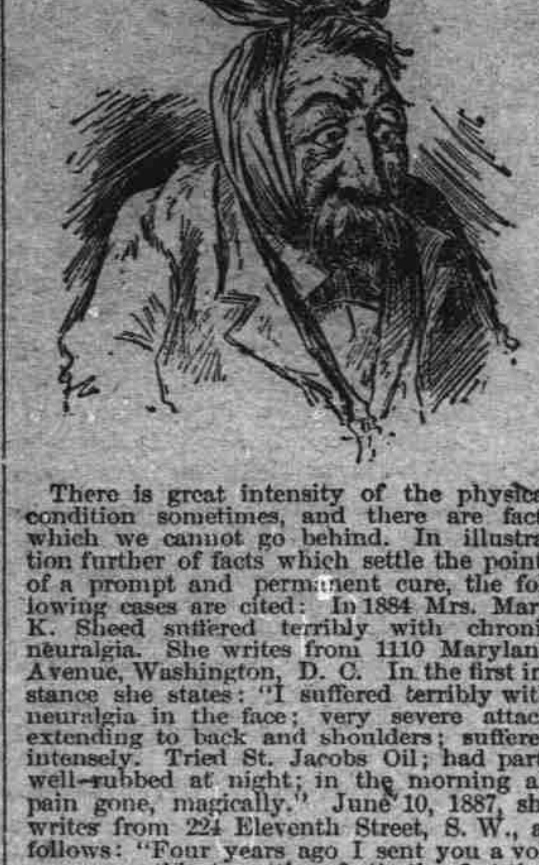 There is great intensity of the physica
condition sometimes, and there are fact
which we cannot go behind. In illustra
tion further of facts which settle the point
of a prompt and permanent cure, the fo
lowing cases are cited: In 1884 Mrs. Mar
K. Sheed suffered terribly with chroni
neuralgia. She writes from 1110 Marylan
Avenue, Washington, D. C. In the first in
stance she states: "I suffered terribly wit
neuralgia in the face; very severe attac
extending to back and shoulders; suffere
intensely. Tried St. Jacobs Oil; had part
well-rubbed at night; in the morning a
pain gone, magically." June 10, 1887, sh
writes from 224 Eleventh Street, S. W., a
follows: "Four years ago I sent you a vo